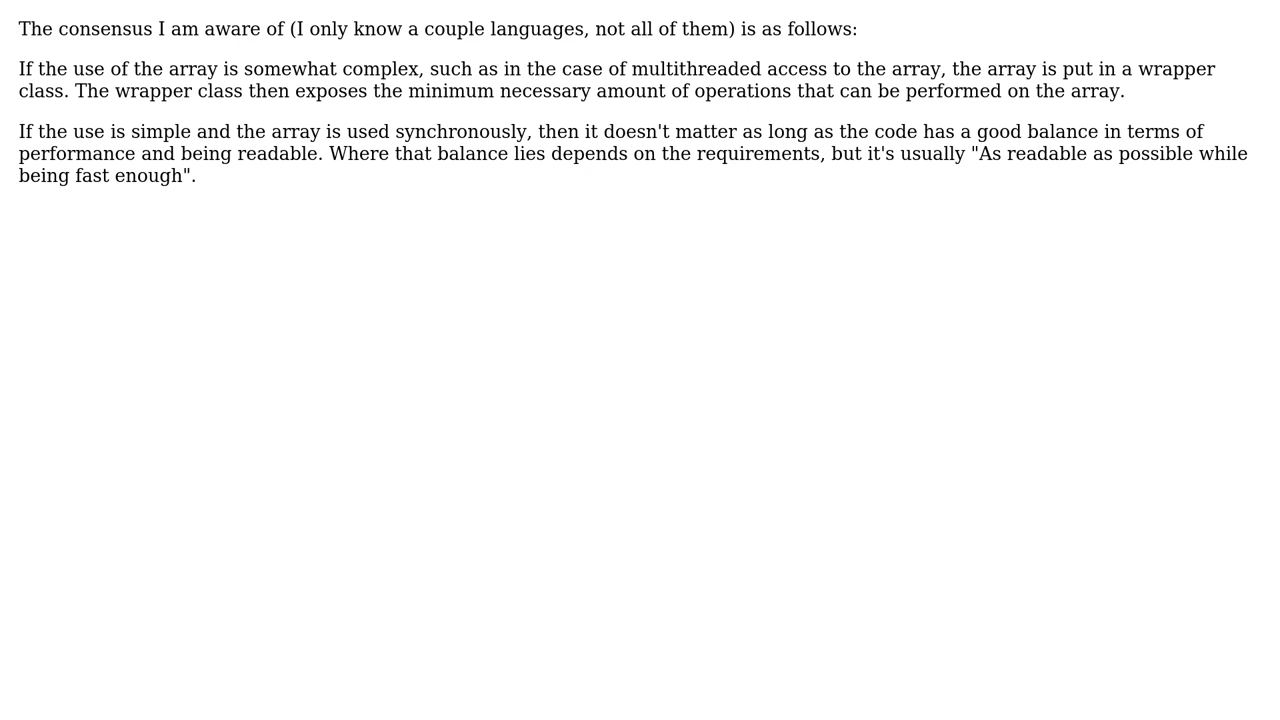 The consensus I am aware of (I only know a couple languages, not all of them) is as follows:
If the use of the array is somewhat complex, such as in the case of multithreaded access to the array, the array is put in a wrapper
class. The wrapper class then exposes the minimum necessary amount of operations that can be performed on the array.
If the use is simple and the array is used synchronously, then it doesn't matter as long as the code has a good balance in terms of
performance and being readable. Where that balance lies depends on the requirements, but it's usually "As readable as possible while
being fast enough".